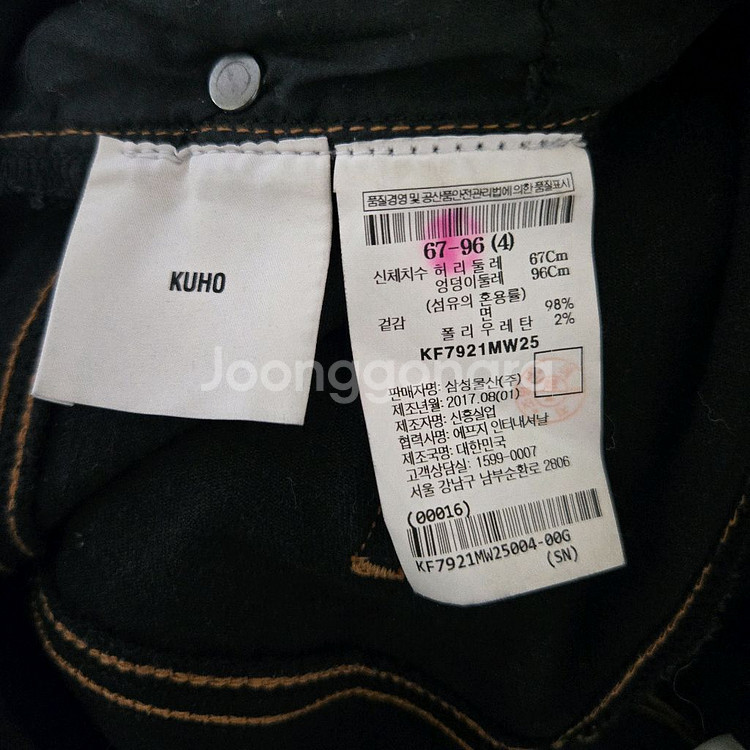 KUHO
품질경영 및 공산품안전관리법에 의한 품질표시
67-96 (4)
신체치수 허 리 둘 레 67Cm
엉덩이둘레 96Cm
(섬유의 혼용률)
겉감 면 98%
폴 리 우 레 탄 2%
KF7921MW25
판매자명: 삼성물산(주)
제조년월: 2017.08(01)
제조자명: 신흥실업
협력사명: 에프지 인터내셔날
제조국명: 대한민국
고객상담실: 1599-0007
서울 강남구 남부순환로 2806
(00016)
KF7921MW25004-00G
(SN)
Joonggonara